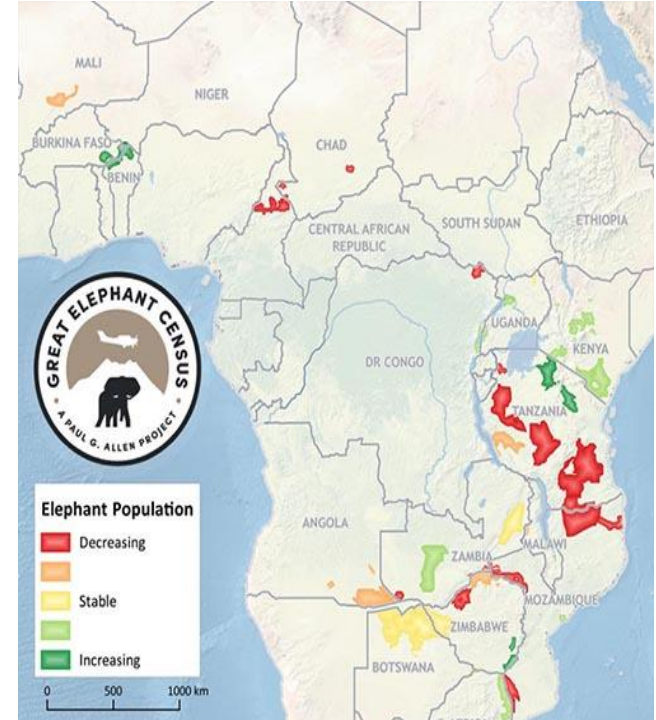 MALI
NIGER
CHAD
BURKINA FASO
BENIN
CENTRAL AFRICAN
REPUBLIC
SOUTH SUDAN
ETHIOPIA
UGANDA
KENYA
DR CONGO
TANZANIA
GREAT ELEPHANT CENSUS
• A PAUL G. ALLEN PROJECT •
Elephant Population
Decreasing
Stable
Increasing
0 500 1000 km
ANGOLA
ZAMBIA
MALAWI
MOZAMBIQUE
ZIMBABWE
BOTSWANA